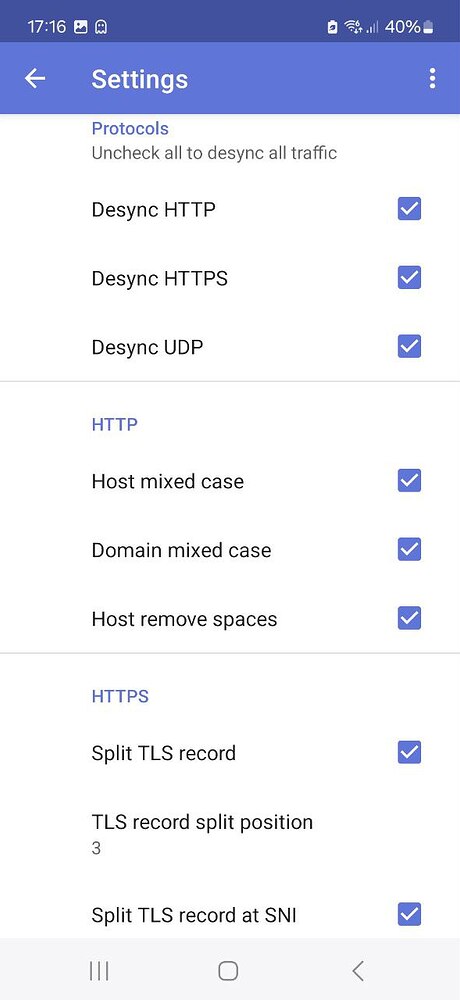 17:16
40%
Settings
Protocols
Uncheck all to desync all traffic
Desync HTTP
Desync HTTPS
Desync UDP
HTTP
Host mixed case
Domain mixed case
Host remove spaces
HTTPS
Split TLS record
TLS record split position
3
Split TLS record at SNI